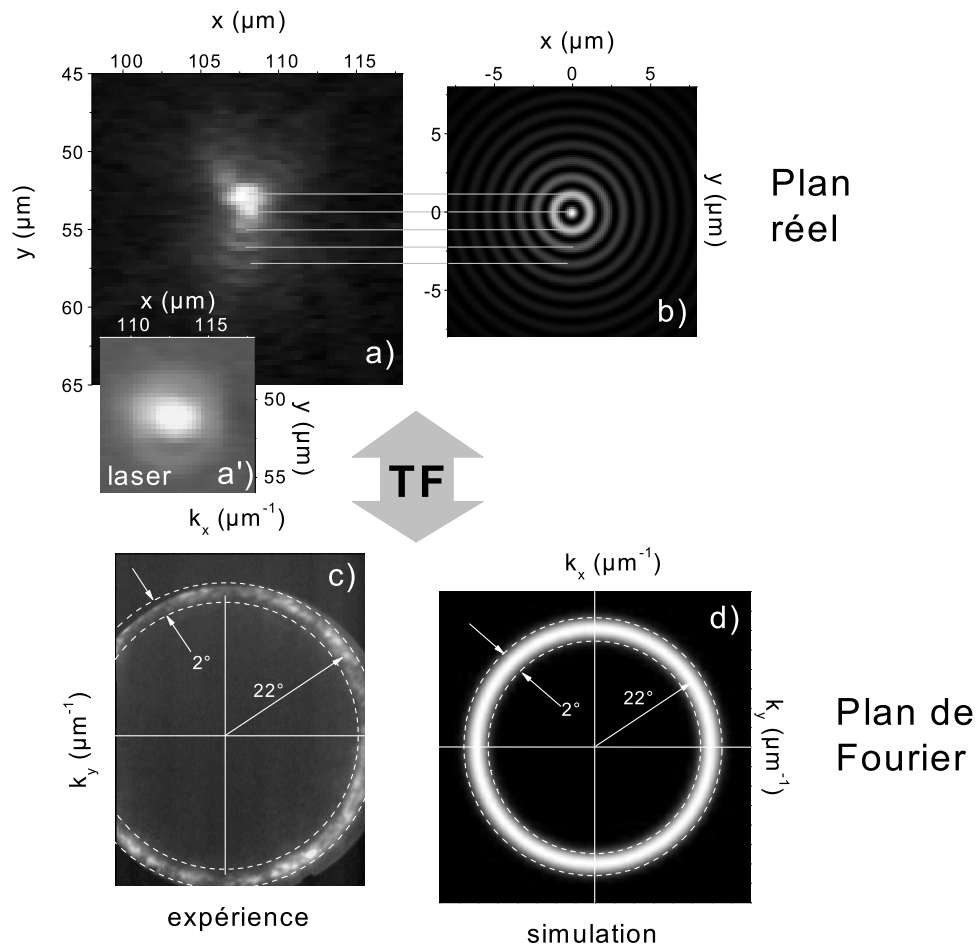 x (µm)
100 105 110 115
45
50
55
60
65
y (µm)
a)
x (µm)
-5 0 5
5
0
-5
y (µm)
b)
Plan
réel
x (µm)
110 115
50
55
y (µm)
laser
a')
TF
k_x (µm⁻¹)
k_y (µm⁻¹)
c)
2°
22°
expérience
k_x (µm⁻¹)
k_y (µm⁻¹)
d)
2°
22°
simulation
Plan de
Fourier